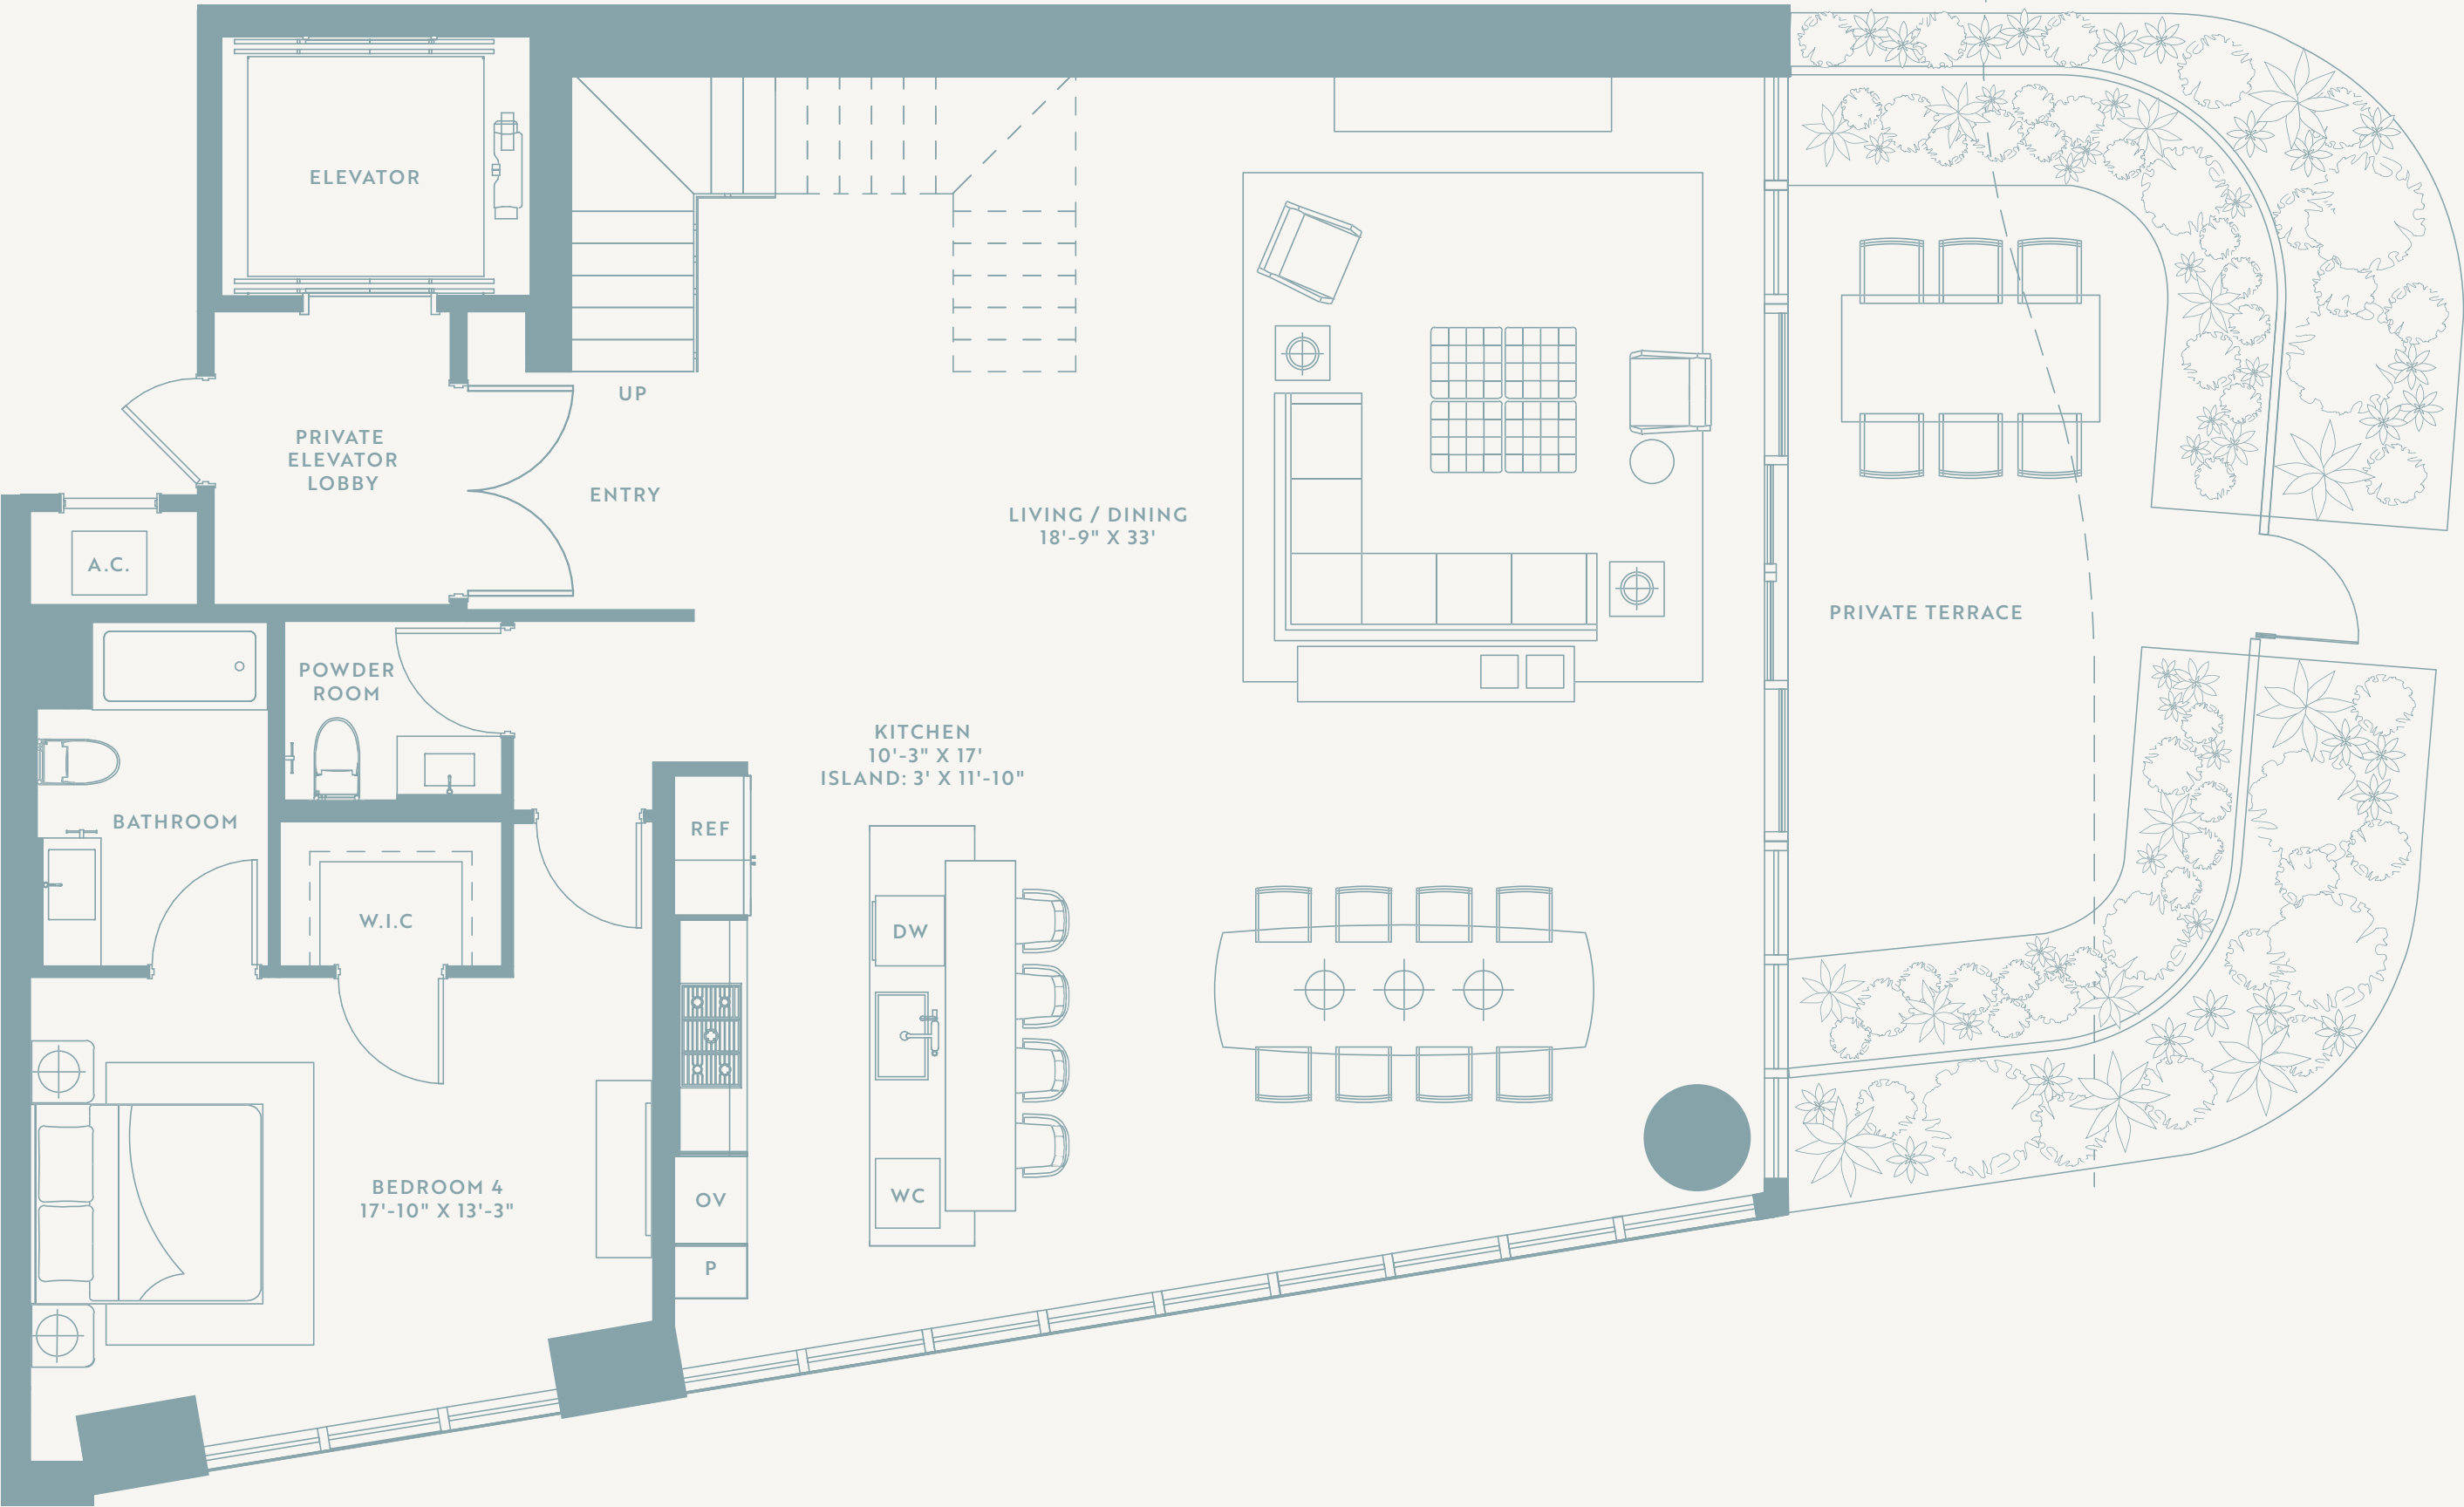 ELEVATOR
UP
PRIVATE
ELEVATOR
LOBBY
ENTRY
LIVING / DINING
18'-9" X 33'
A.C.
PRIVATE TERRACE
POWDER
ROOM
KITCHEN
10'-3" X 17'
ISLAND: 3' X 11'-10"
BATHROOM
REF
W.I.C
DW
BEDROOM 4
17'-10" X 13'-3"
OV
WC
P